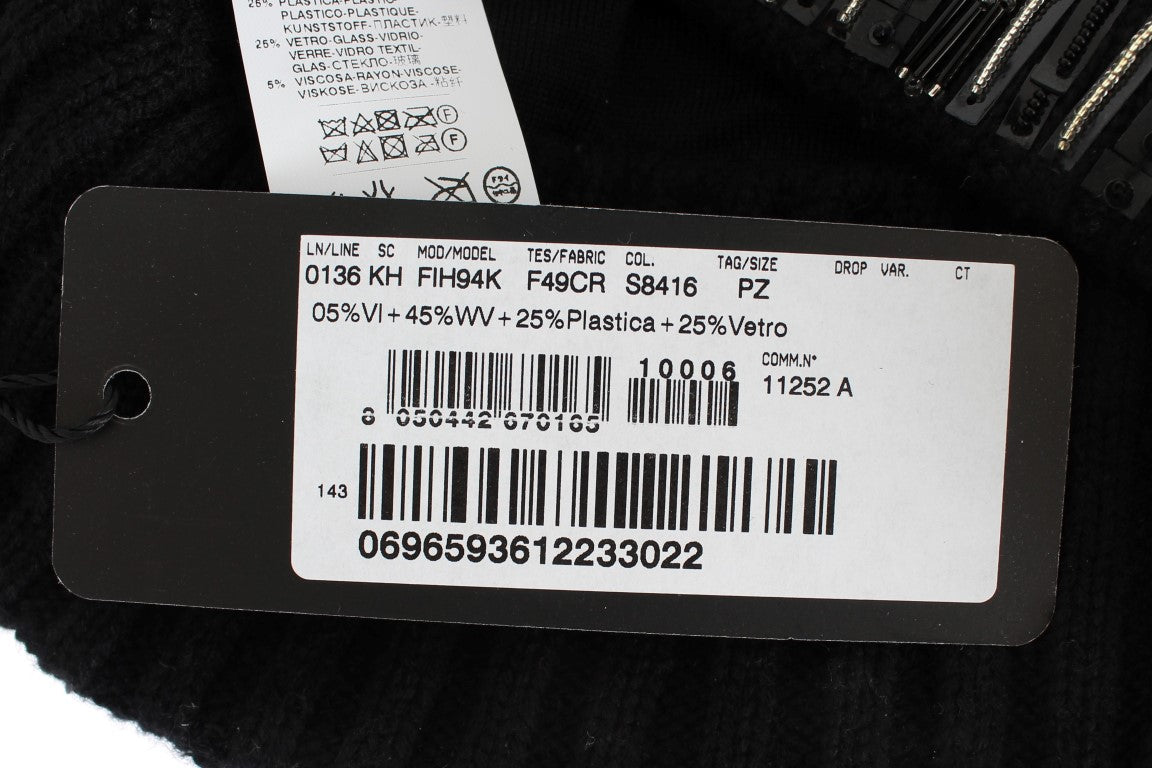 25% PLASTICA-PLASTIC-
PLASTICO-PLASTIQUE-
KUNSTSTOFF-ПЛАСТИК-塑料
25% VETRO-GLASS-VIDRIO-
VERRE-VIDRO TEXTIL-
GLAS-СТЕКЛО-玻璃
5% VISCOSA-RAYON-VISCOSE-
VISKOSE-ВИСКОЗА-粘纤
F
F
ドライ
LN/LINE SC MOD/MODEL TES/FABRIC COL. TAG/SIZE DROP VAR. CT
0136 KH FIH94K F49CR S8416 PZ
05%VI+45%WV+25%Plastica+25%Vetro
10006 COMM.N°
11252 A
8 050442 670165
143
0696593612233022